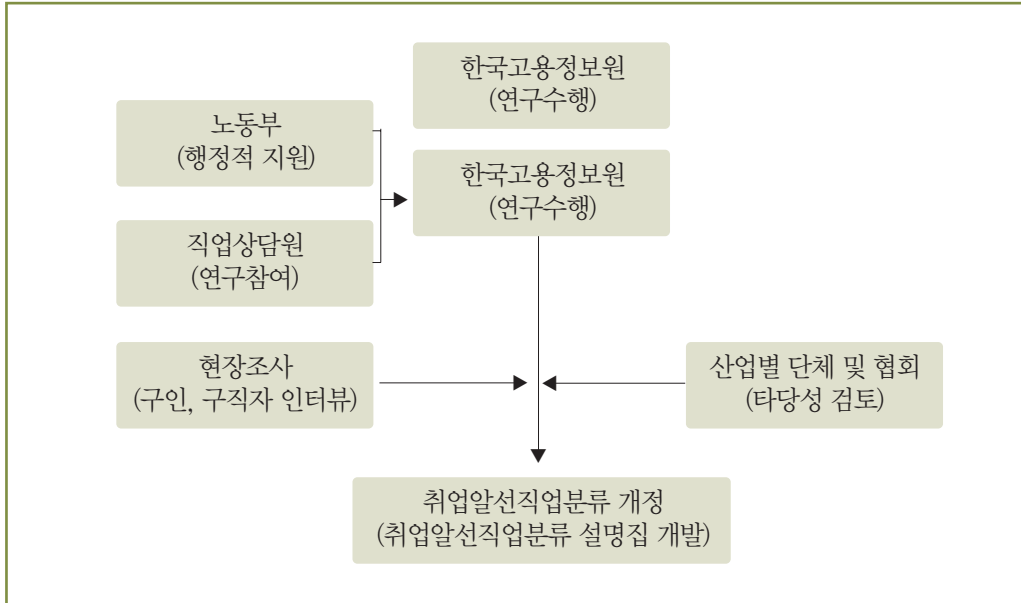 한국고용정보원
(연구수행)
노동부
(행정적 지원)
한국고용정보원
(연구수행)
직업상담원
(연구참여)
현장조사
(구인, 구직자 인터뷰)
산업별 단체 및 협회
(타당성 검토)
취업알선직업분류 개정
(취업알선직업분류 설명집 개발)